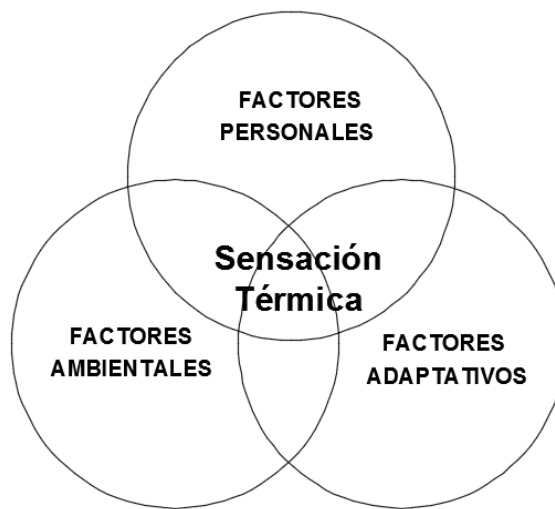 FACTORES
PERSONALES
Sensación
Térmica
FACTORES
AMBIENTALES
FACTORES
ADAPTATIVOS